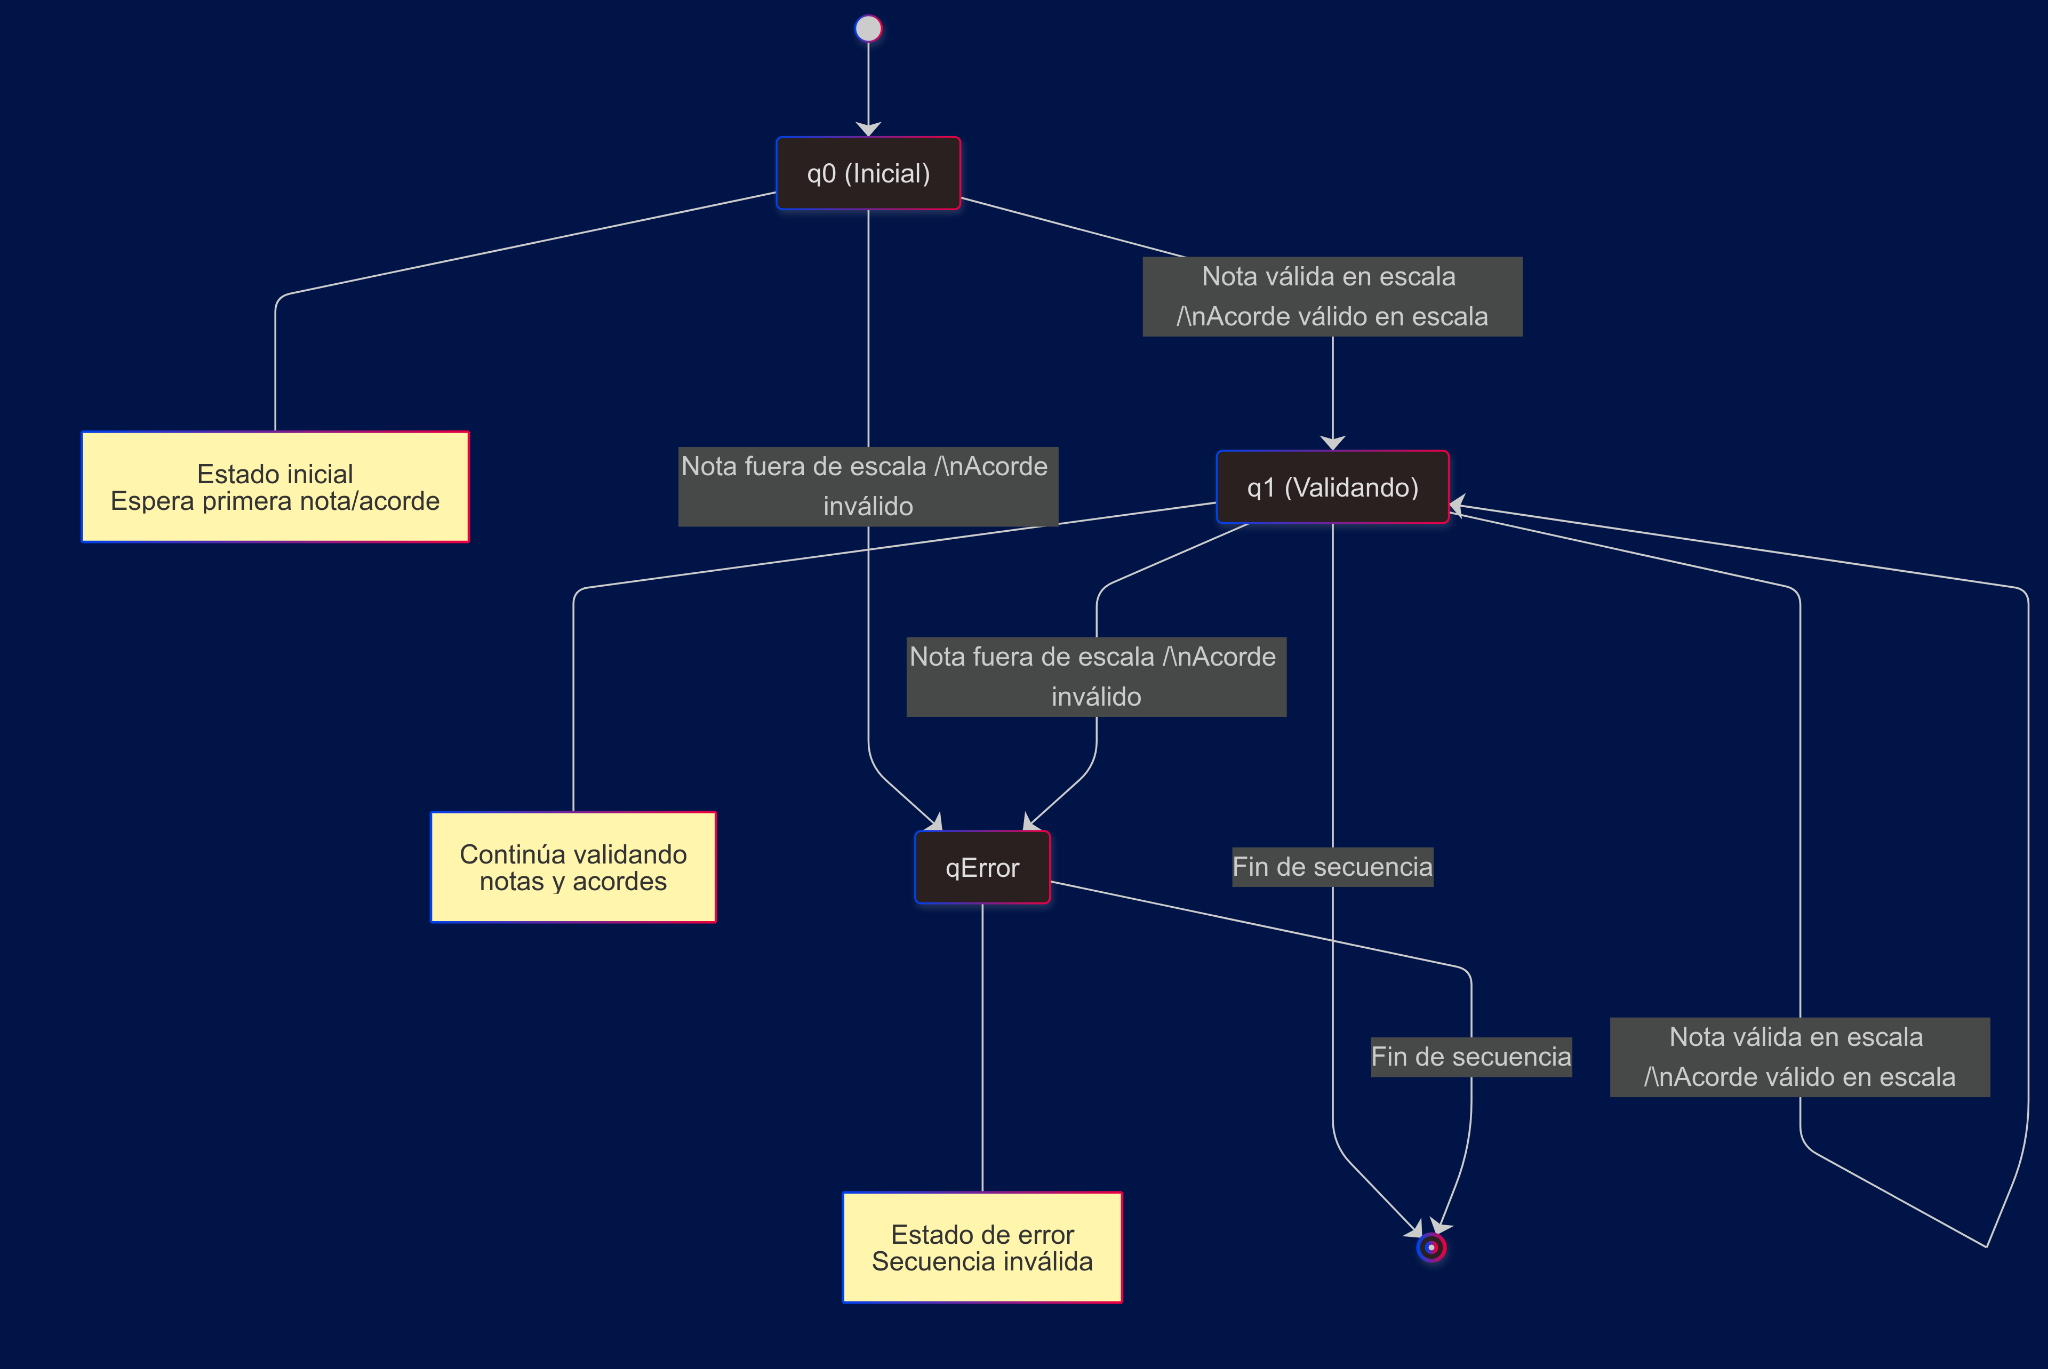 q0 (Inicial)
Nota válida en escala
/\nAcorde válido en escala
Estado inicial
Espera primera nota/acorde
Nota fuera de escala /\nAcorde
inválido
q1 (Validando)
Nota fuera de escala /\nAcorde
inválido
Continúa validando
notas y acordes
qError
Fin de secuencia
Fin de secuencia
Nota válida en escala
/\nAcorde válido en escala
Estado de error
Secuencia inválida